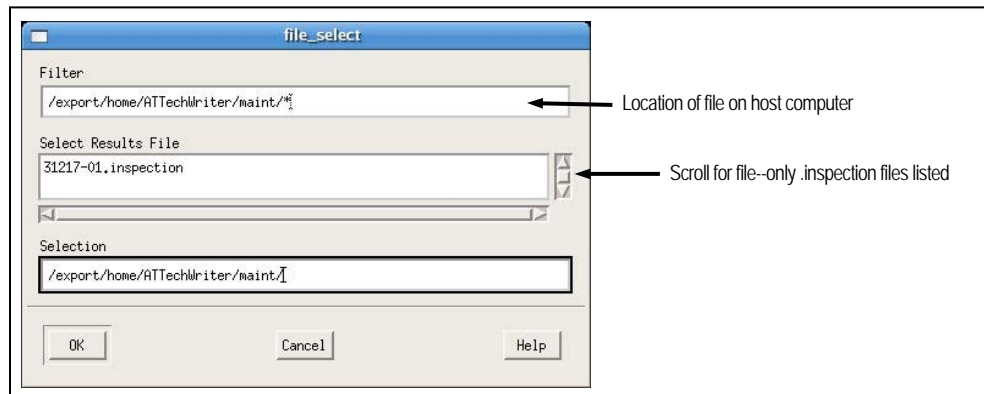 file_select
Filter
/export/home/ATTechWriter/maint/*
Location of file on host computer
Select Results File
31217-01.inspection
Scroll for file--only .inspection files listed
Selection
/export/home/ATTechWriter/maint/
OK Cancel Help